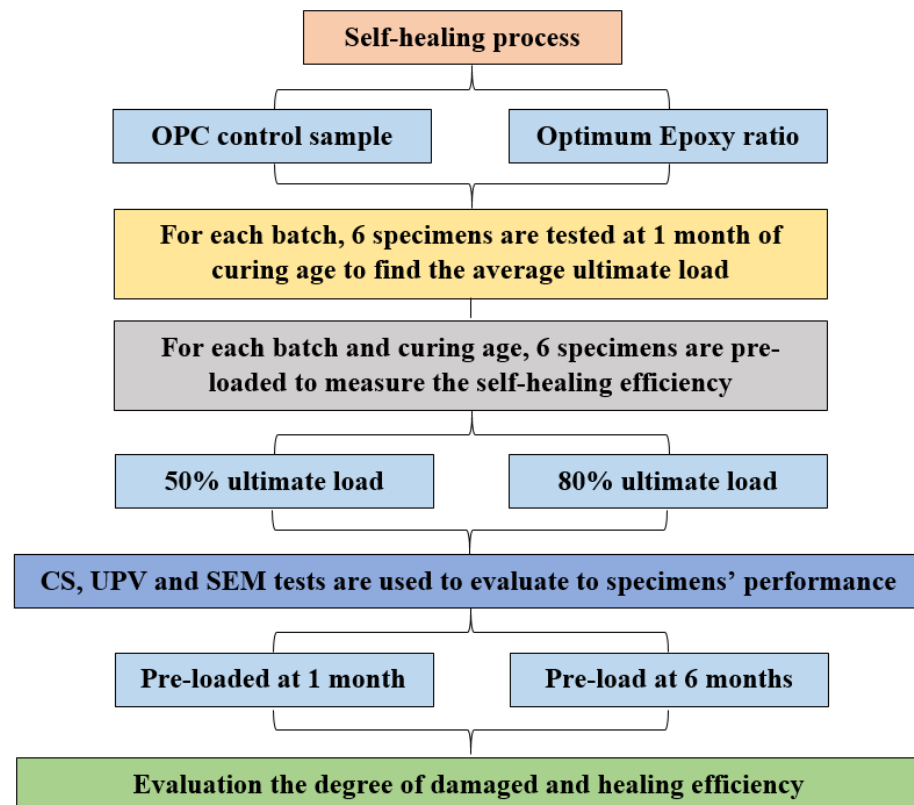 Self-healing process
OPC control sample
Optimum Epoxy ratio
For each batch, 6 specimens are tested at 1 month of
curing age to find the average ultimate load
For each batch and curing age, 6 specimens are pre-
loaded to measure the self-healing efficiency
50% ultimate load
80% ultimate load
CS, UPV and SEM tests are used to evaluate to specimens’ performance
Pre-loaded at 1 month
Pre-load at 6 months
Evaluation the degree of damaged and healing efficiency